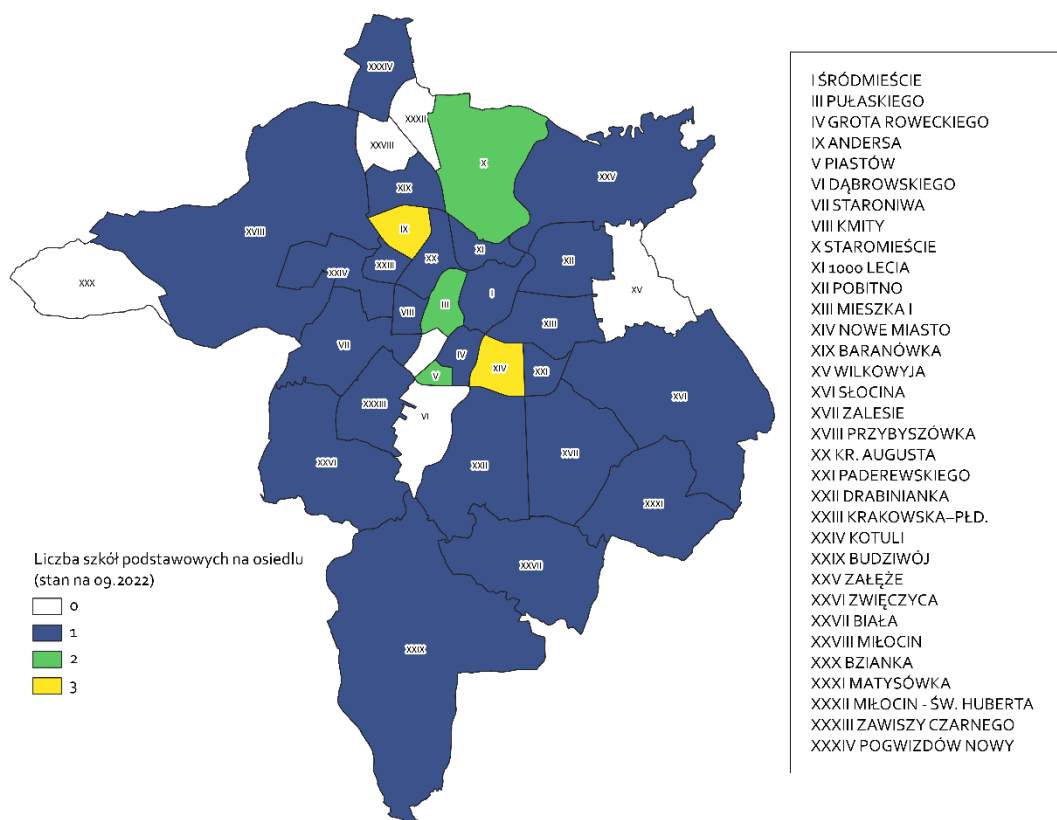 XXXIV
XXXII
XXVIII
X
XXV
XIX
IX
XVIII
XX
XI
XXIII
XII
XXIV
XXX
XV
I
III
VIII
XIII
VII
IV
XIV
XXI
V
XVI
XXXIII
VI
XXVI
XXII
XVII
XXXI
XXVII
XXIX
Liczba szkół podstawowych na osiedlu
(stan na 09.2022)
0
1
2
3
I ŚRÓDMIEŚCIE
III PUŁASKIEGO
IV GROTA ROWECKIEGO
IX ANDERSA
V PIASTÓW
VI DĄBROWSKIEGO
VII STARONIWA
VIII KMITY
X STAROMIEŚCIE
XI 1000 LECIA
XII POBITNO
XIII MIESZKA I
XIV NOWE MIASTO
XIX BARANÓWKA
XV WILKOWYJA
XVI SŁOCINA
XVII ZALESIE
XVIII PRZYBYSZÓWKA
XX KR. AUGUSTA
XXI PADEREWSKIEGO
XXII DRABINIANKA
XXIII KRAKOWSKA–PŁD.
XXIV KOTULI
XXIX BUDZIWÓJ
XXV ZAŁĘŻE
XXVI ZWIĘCZYCA
XXVII BIAŁA
XXVIII MIŁOCIN
XXX BZIANKA
XXXI MATYSÓWKA
XXXII MIŁOCIN - ŚW. HUBERTA
XXXIII ZAWISZY CZARNEGO
XXXIV POGWIZDÓW NOWY